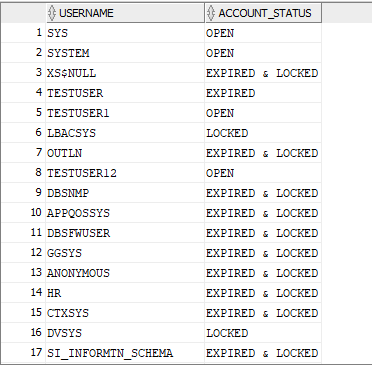 USERNAME ACCOUNT_STATUS
1 SYS OPEN
2 SYSTEM OPEN
3 XS$NULL EXPIRED & LOCKED
4 TESTUSER EXPIRED
5 TESTUSER1 OPEN
6 LBACSYS LOCKED
7 OUTLN EXPIRED & LOCKED
8 TESTUSER12 OPEN
9 DBSNMP EXPIRED & LOCKED
10 APPQOSSYS EXPIRED & LOCKED
11 DBSFWUSER EXPIRED & LOCKED
12 GGSYS EXPIRED & LOCKED
13 ANONYMOUS EXPIRED & LOCKED
14 HR EXPIRED & LOCKED
15 CTXSYS EXPIRED & LOCKED
16 DVSYS LOCKED
17 SI_INFORMTN_SCHEMA EXPIRED & LOCKED